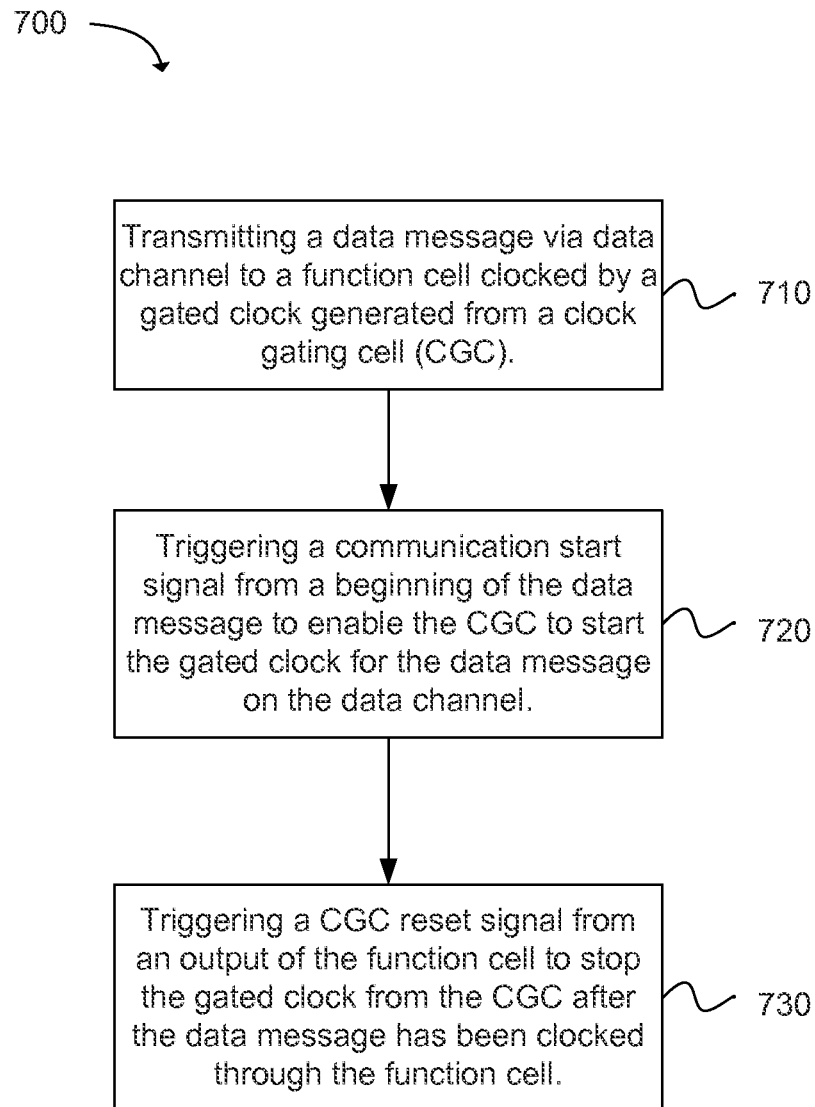 700
Transmitting a data message via data
channel to a function cell clocked by a
gated clock generated from a clock
gating cell (CGC).
710
Triggering a communication start
signal from a beginning of the data
message to enable the CGC to start
the gated clock for the data message
on the data channel.
720
Triggering a CGC reset signal from
an output of the function cell to stop
the gated clock from the CGC after
the data message has been clocked
through the function cell.
730